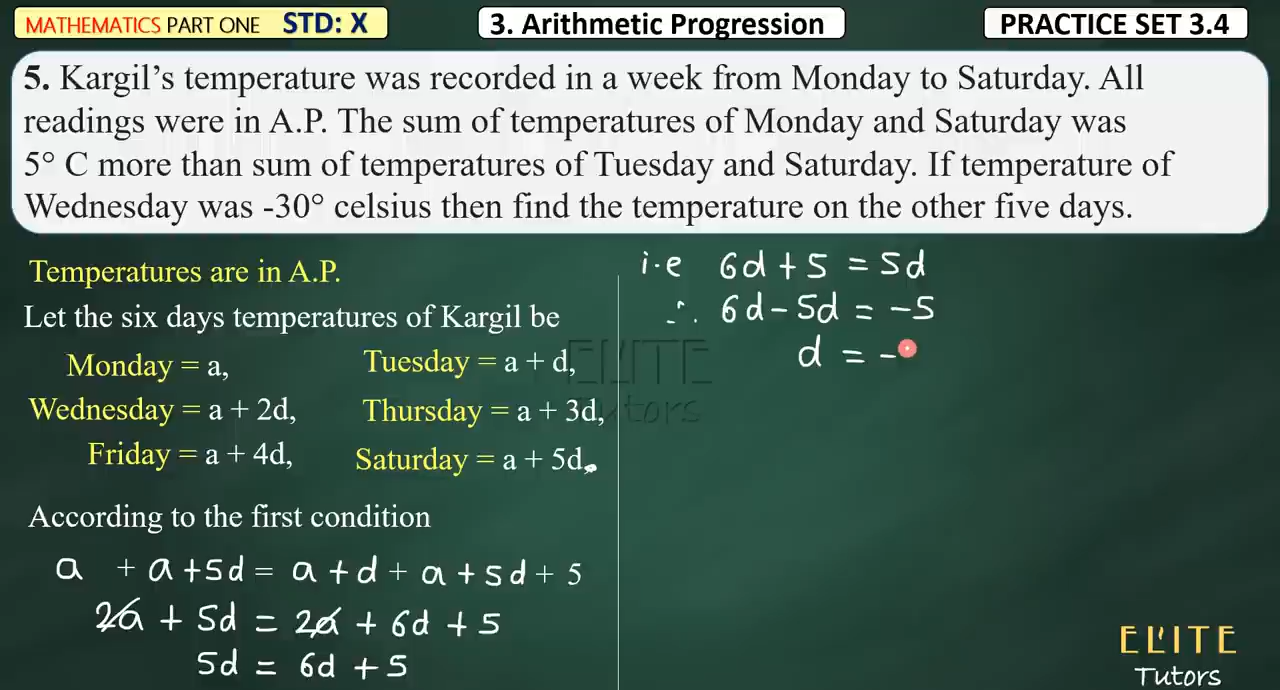 MATHEMATICS PART ONE STD: X
3. Arithmetic Progression
PRACTICE SET 3.4
5. Kargil's temperature was recorded in a week from Monday to Saturday. All
readings were in A.P. The sum of temperatures of Monday and Saturday was
5° C more than sum of temperatures of Tuesday and Saturday. If temperature of
Wednesday was -30° celsius then find the temperature on the other five days.
Temperatures are in A.P.
Let the six days temperatures of Kargil be
Monday = a, Tuesday = a + d,
Wednesday = a + 2d, Thursday = a + 3d,
Friday = a + 4d, Saturday = a + 5d.
According to the first condition
a + a + 5d = a + d + a + 5d + 5
2a + 5d = 2a + 6d + 5
5d = 6d + 5
i.e 6d + 5 = 5d
∴ 6d - 5d = -5
d = -
ELITE
Tutors
ELITE
Tutors